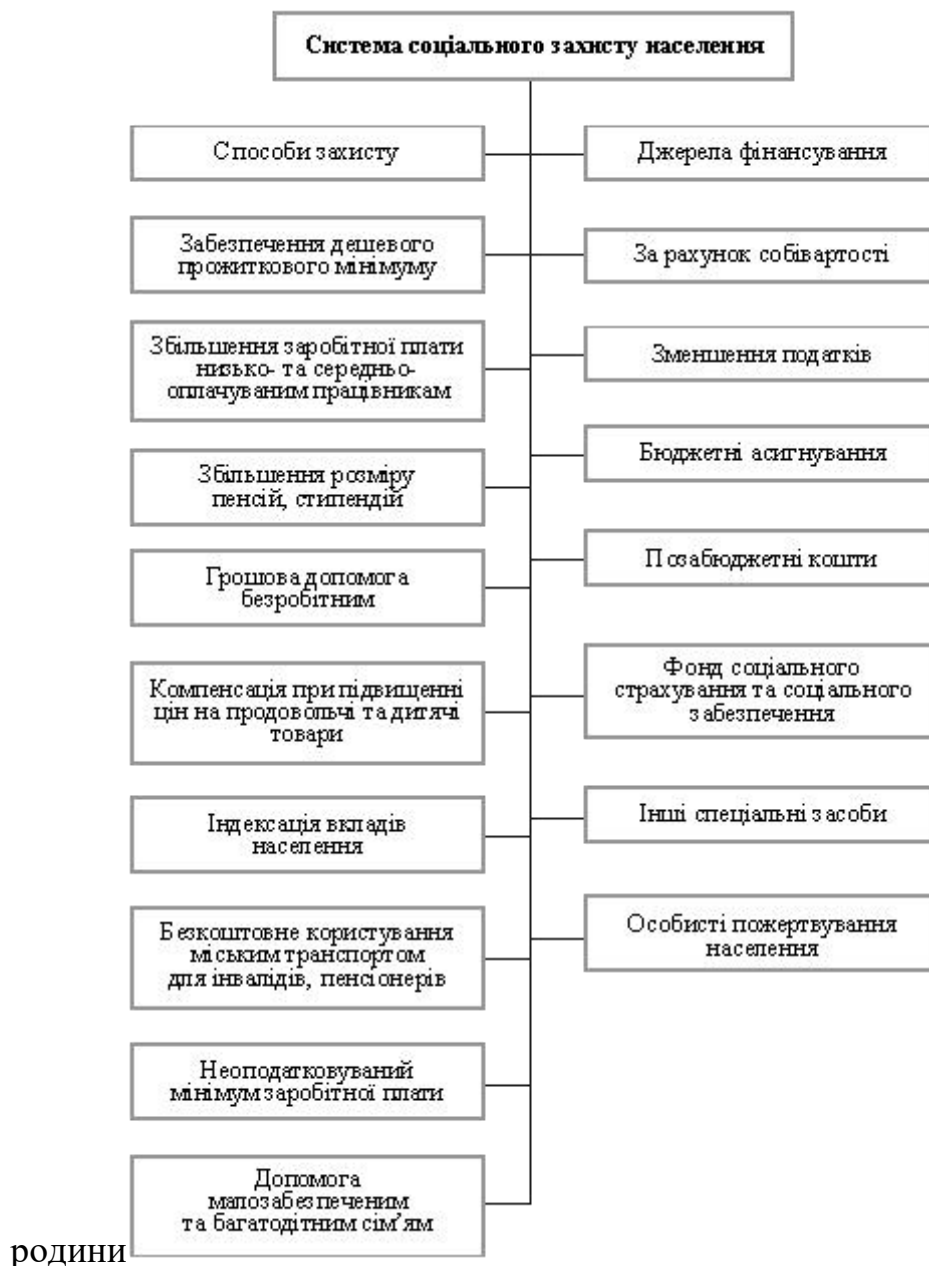 Система соціального захисту населення
Способи захисту
Джерела фінансування
Забезпечення дешевого
прожиткового мінімуму
За рахунок собівартості
Збільшення заробітної плати
низько- та середньо-
оплачуваним працівникам
Зменшення податків
Збільшення розміру
пенсій, стипендій
Бюджетні асигнування
Грошова допомога
безробітним
Позабюджетні кошти
Компенсація при підвищенні
цін на продовольчі та дитячі
товари
Фонд соціального
страхування та соціального
забезпечення
Індексація вкладів
населення
Інші спеціальні засоби
Безкоштовне користування
міським транспортом
для інвалідів, пенсіонерів
Особисті пожертвування
населення
Неоподатковуваний
мінімум заробітної плати
Допомога
малозабезпеченим
та багатодітним сім’ям
родини